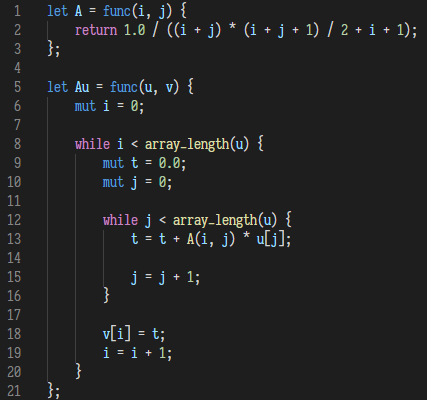 1 let A = func(i, j) {
2     return 1.0 / ((i + j) * (i + j + 1) / 2 + i + 1);
3 };
4
5 let Au = func(u, v) {
6     mut i = 0;
7
8     while i < array_length(u) {
9         mut t = 0.0;
10         mut j = 0;
11
12         while j < array_length(u) {
13             t = t + A(i, j) * u[j];
14
15             j = j + 1;
16         }
17
18         v[i] = t;
19         i = i + 1;
20     }
21 };